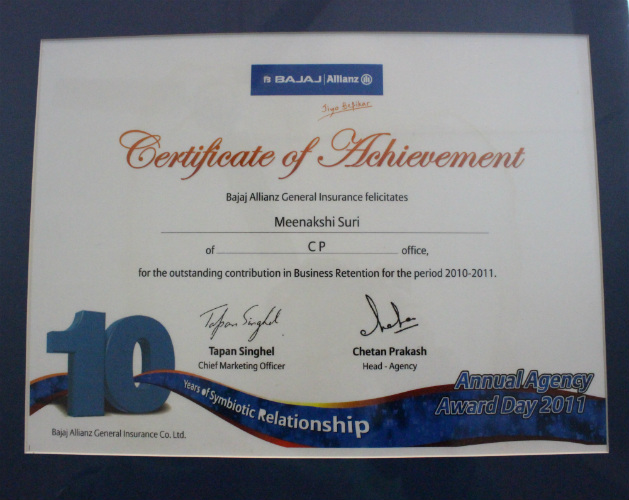 BAJAJ Allianz
Jiyo Befikar
Certificate of Achievement
Bajaj Allianz General Insurance felicitates
Meenakshi Suri
of CP office,
for the outstanding contribution in Business Retention for the period 2010-2011.
Tapan Singhel
Tapan Singhel
Chief Marketing Officer
Chetan Prakash
Head - Agency
10
Years of Symbiotic Relationship
Annual Agency
Award Day 2011
Bajaj Allianz General Insurance Co. Ltd.